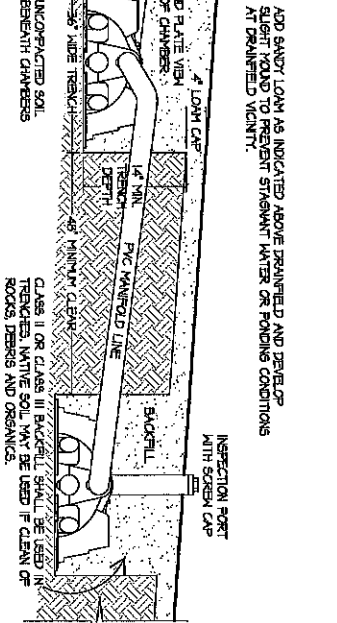 ADD SANDY LOAM AS INDICATED ABOVE DRAINFIELD AND DEVELOP
SLIGHT MOUND TO PREVENT STAGNANT WATER OR PONDING CONDITIONS
AT DRAINFIELD VICINITY.
INSPECTION PORT
WITH SCREW CAP
PLATE VIEW
OF CHAMBER
4" LOAM CAP
14" MIN.
TRENCH
DEPTH
PVC MANIFOLD LINE
BACKFILL
36" WIDE TRENCH
48" MINIMUM CLEAR
UNCOMPACTED SOIL
BENEATH CHAMBERS
CLASS II OR CLASS III BACKFILL SHALL BE USED IN
TRENCHES. NATIVE SOIL MAY BE USED IF CLEAN OF
ROCKS, DEBRIS AND ORGANICS.